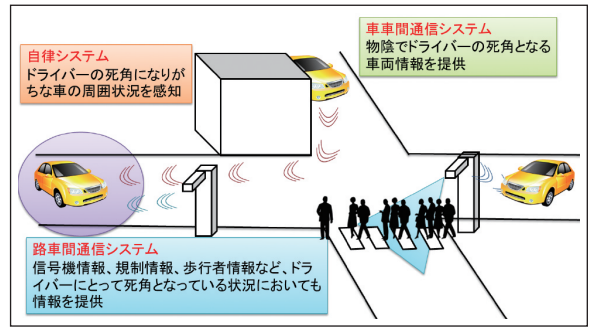 自律システム
ドライバーの死角になりが
ちな車の周囲状況を感知
車車間通信システム
物陰でドライバーの死角となる
車両情報を提供
路車間通信システム
信号機情報、規制情報、歩行者情報など、ドラ
イバーにとって死角となっている状況においても
情報を提供